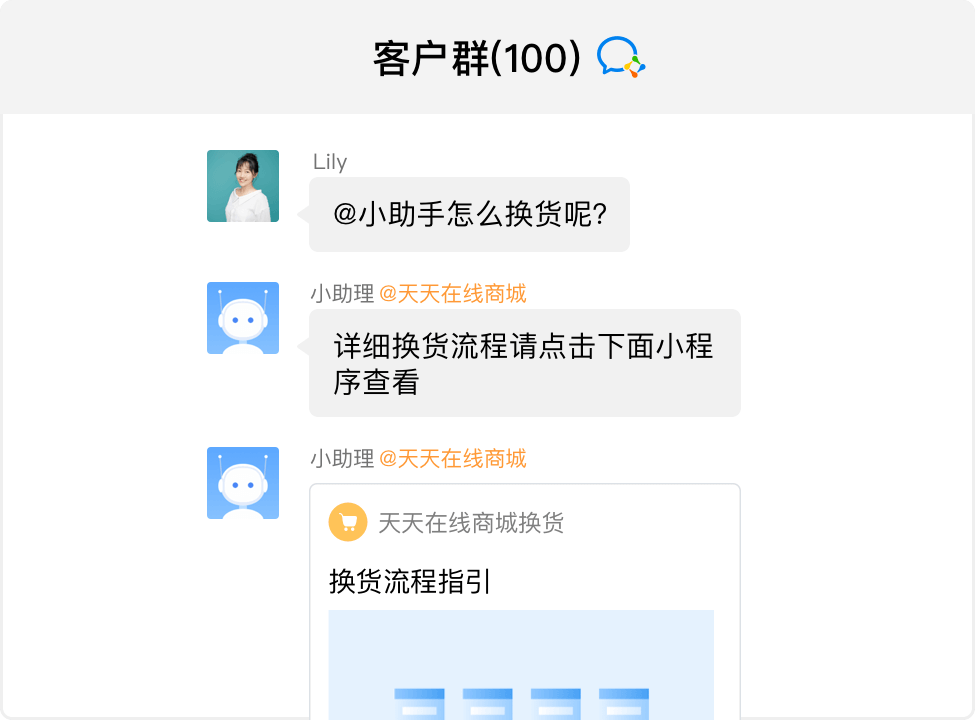 客户群(100)
Lily
@小助手怎么换货呢?
小助理 @天天在线商城
详细换货流程请点击下面小程
序查看
小助理 @天天在线商城
天天在线商城换货
换货流程指引